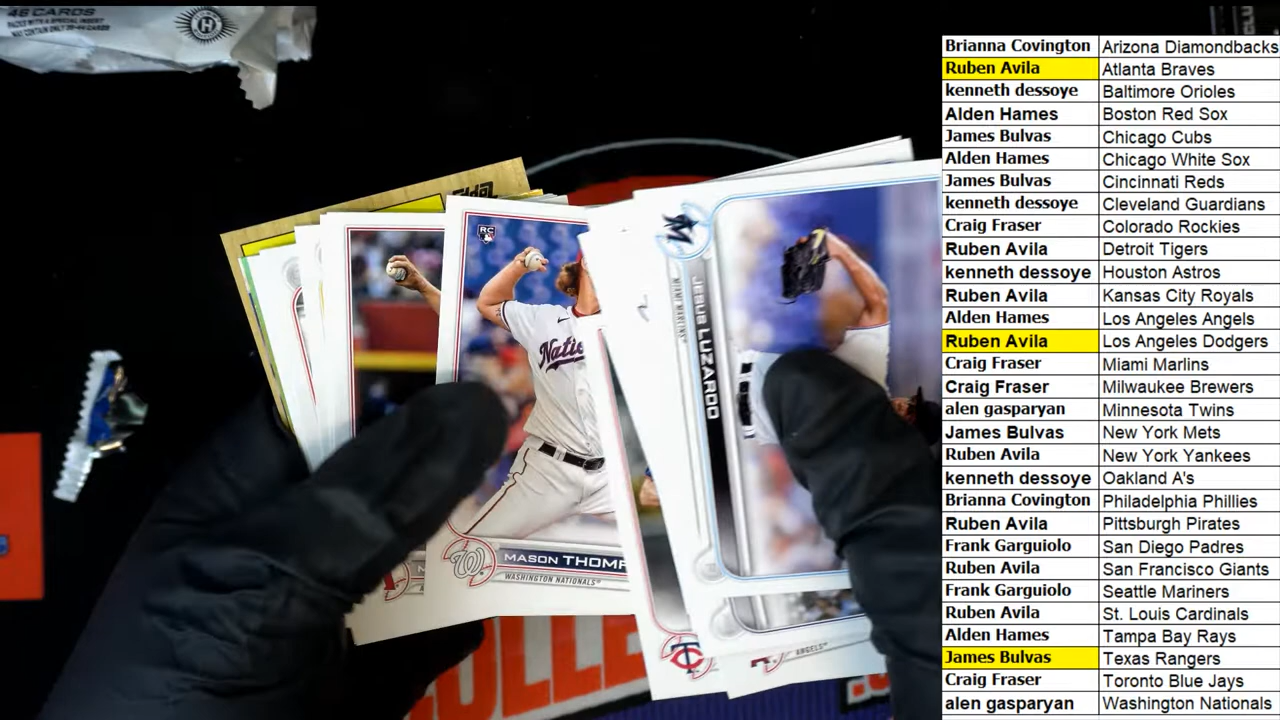 48 CARDS
Brianna Covington Arizona Diamondbacks
Ruben Avila Atlanta Braves
kenneth dessoye Baltimore Orioles
Alden Hames Boston Red Sox
James Bulvas Chicago Cubs
Alden Hames Chicago White Sox
James Bulvas Cincinnati Reds
kenneth dessoye Cleveland Guardians
Craig Fraser Colorado Rockies
Ruben Avila Detroit Tigers
kenneth dessoye Houston Astros
Ruben Avila Kansas City Royals
Alden Hames Los Angeles Angels
Ruben Avila Los Angeles Dodgers
Craig Fraser Miami Marlins
Craig Fraser Milwaukee Brewers
alen gasparyan Minnesota Twins
James Bulvas New York Mets
Ruben Avila New York Yankees
kenneth dessoye Oakland A's
Brianna Covington Philadelphia Phillies
Ruben Avila Pittsburgh Pirates
Frank Garguiolo San Diego Padres
Ruben Avila San Francisco Giants
Frank Garguiolo Seattle Mariners
Ruben Avila St. Louis Cardinals
Alden Hames Tampa Bay Rays
James Bulvas Texas Rangers
Craig Fraser Toronto Blue Jays
alen gasparyan Washington Nationals
RC
Natio
W
MASON THOMP
WASHINGTON NATIONALS
M
JESUS LUZARDO
MIAMI MARLINS
TC
ANGELS